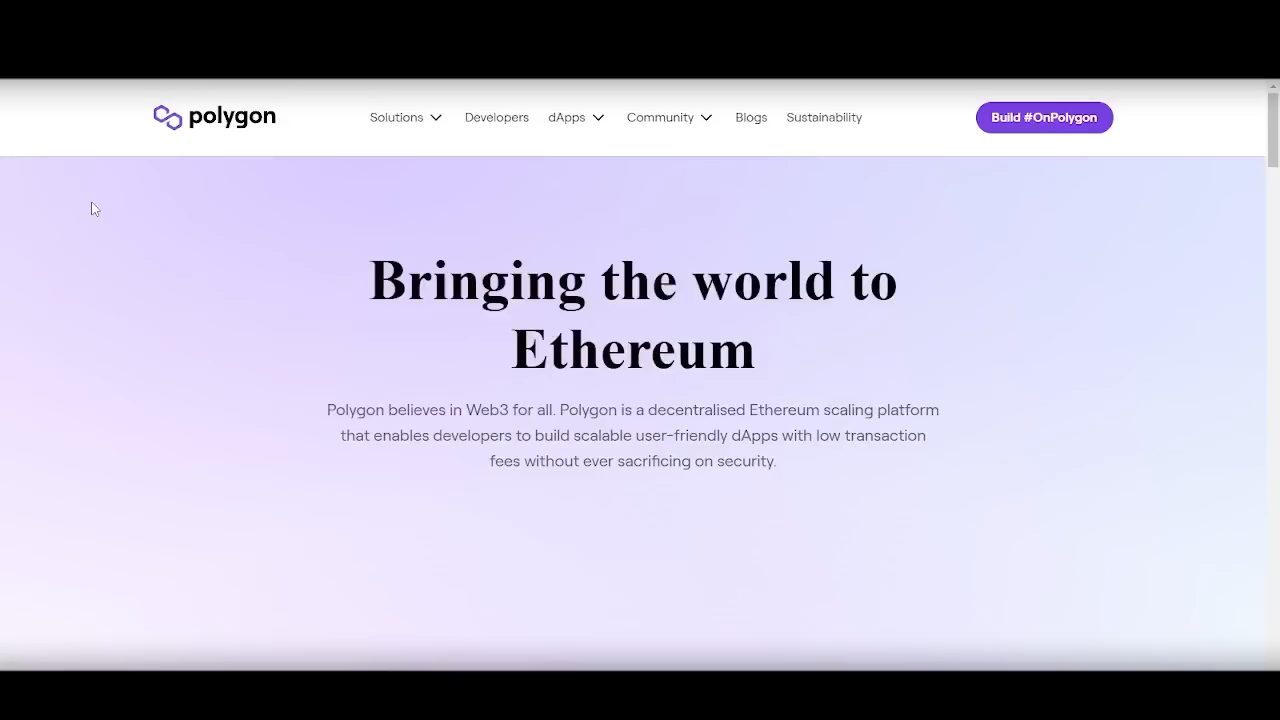 polygon
Solutions Developers dApps Community Blogs Sustainability
Build #OnPolygon
Bringing the world to
Ethereum
Polygon believes in Web3 for all. Polygon is a decentralised Ethereum scaling platform
that enables developers to build scalable user-friendly dApps with low transaction
fees without ever sacrificing on security.